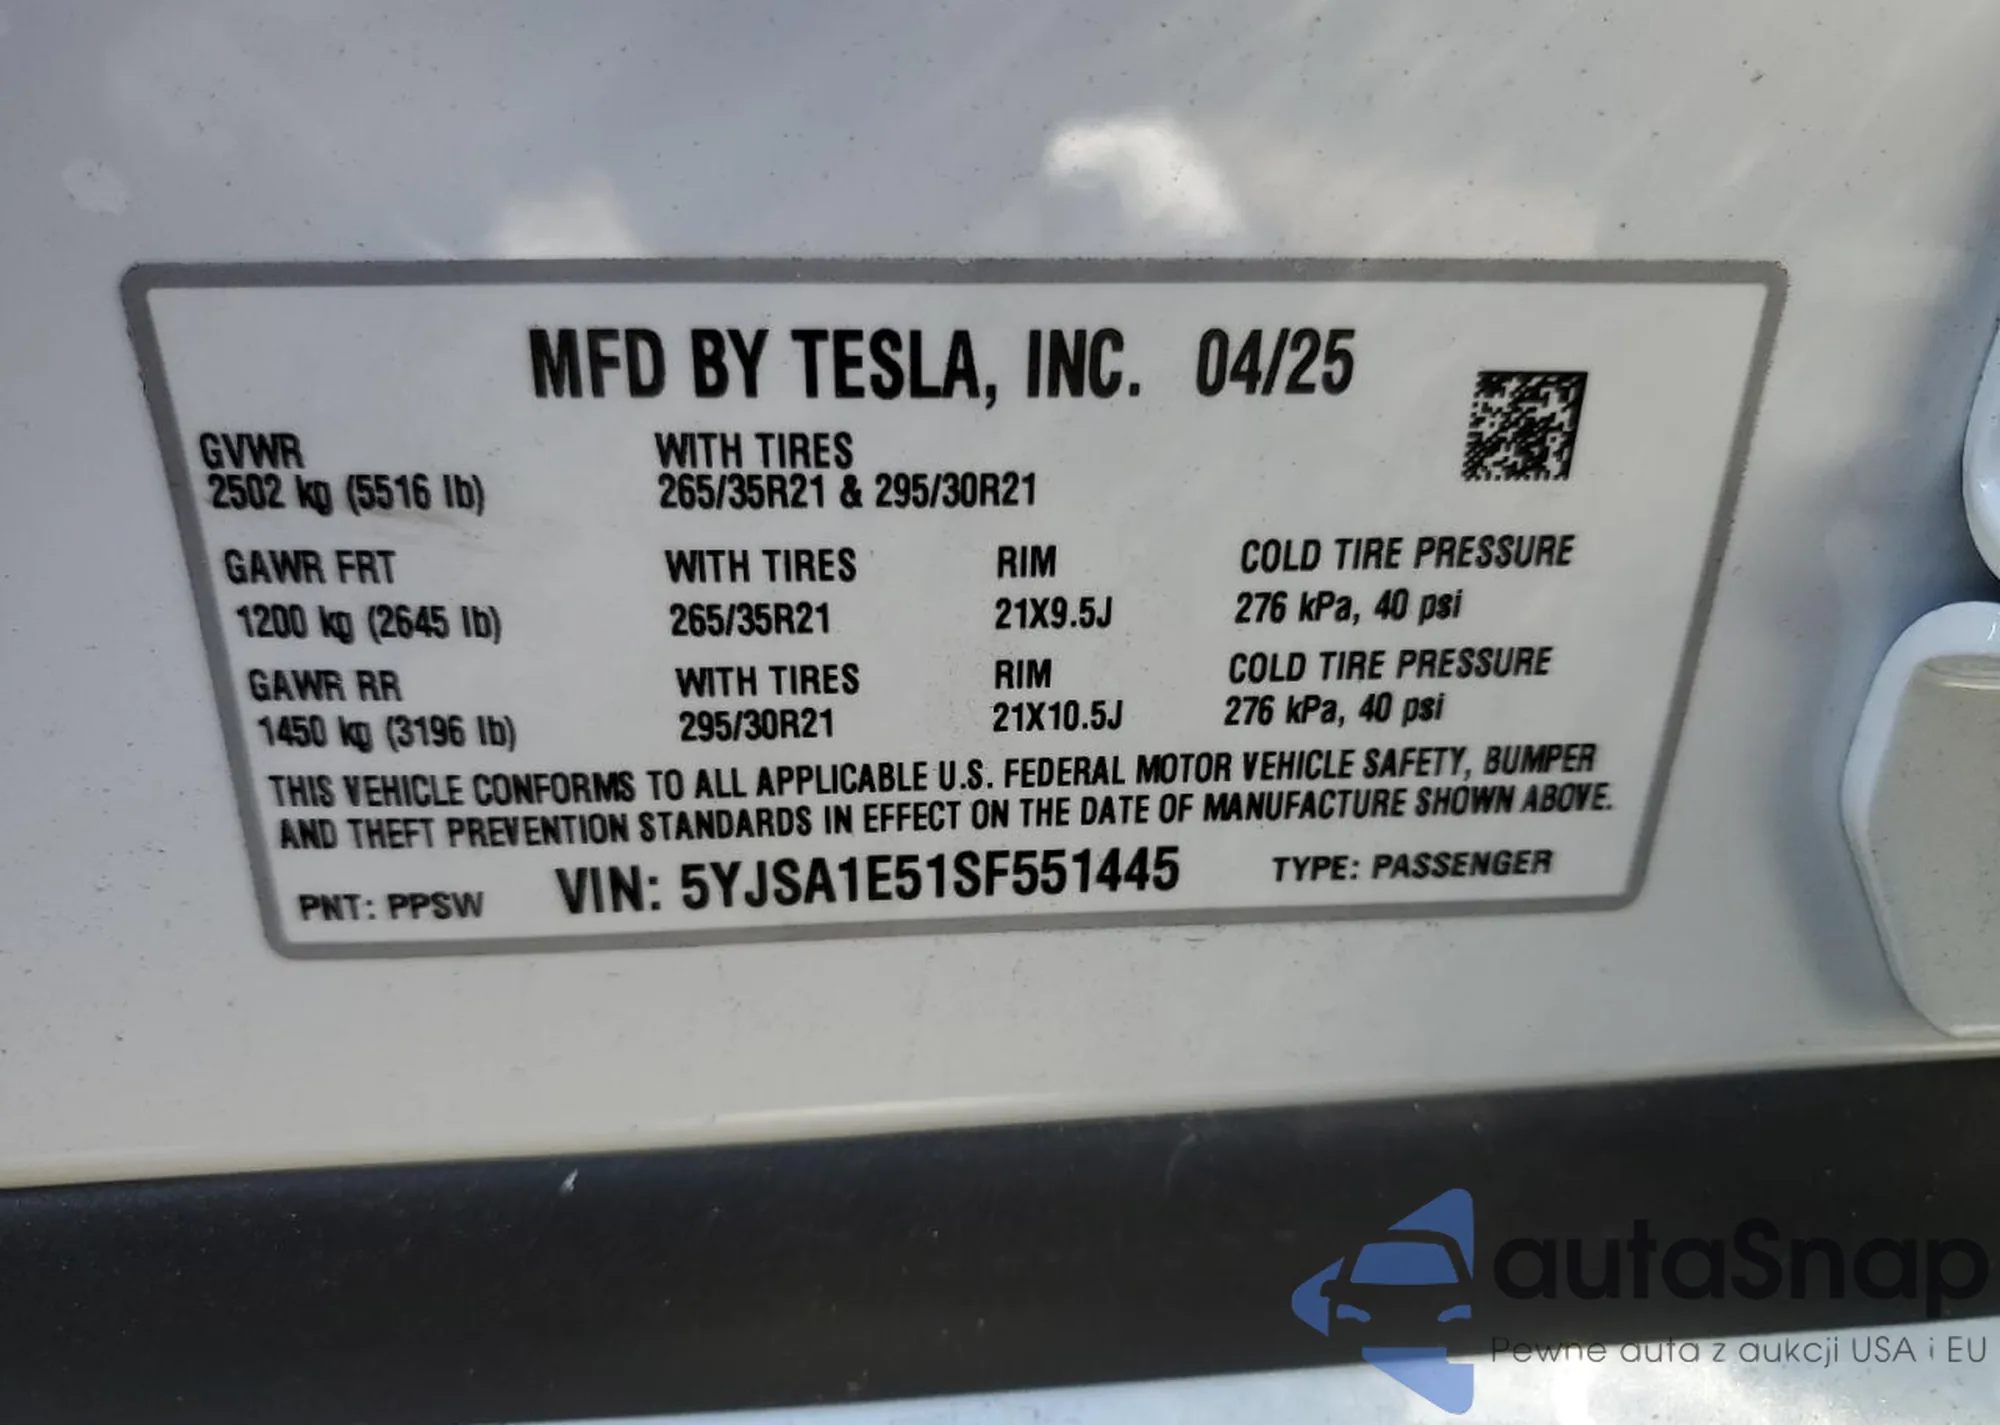 MFD BY TESLA, INC. 04/25
GVWR WITH TIRES
2502 kg (5516 lb) 265/35R21 & 295/30R21
GAWR FRT WITH TIRES RIM COLD TIRE PRESSURE
1200 kg (2645 lb) 265/35R21 21X9.5J 276 kPa, 40 psi
GAWR RR WITH TIRES RIM COLD TIRE PRESSURE
1450 kg (3196 lb) 295/30R21 21X10.5J 276 kPa, 40 psi
THIS VEHICLE CONFORMS TO ALL APPLICABLE U.S. FEDERAL MOTOR VEHICLE SAFETY, BUMPER
AND THEFT PREVENTION STANDARDS IN EFFECT ON THE DATE OF MANUFACTURE SHOWN ABOVE.
PNT: PPSW VIN: 5YJSA1E51SF551445 TYPE: PASSENGER
autaSnap
Pewne auta z aukcji USA i EU